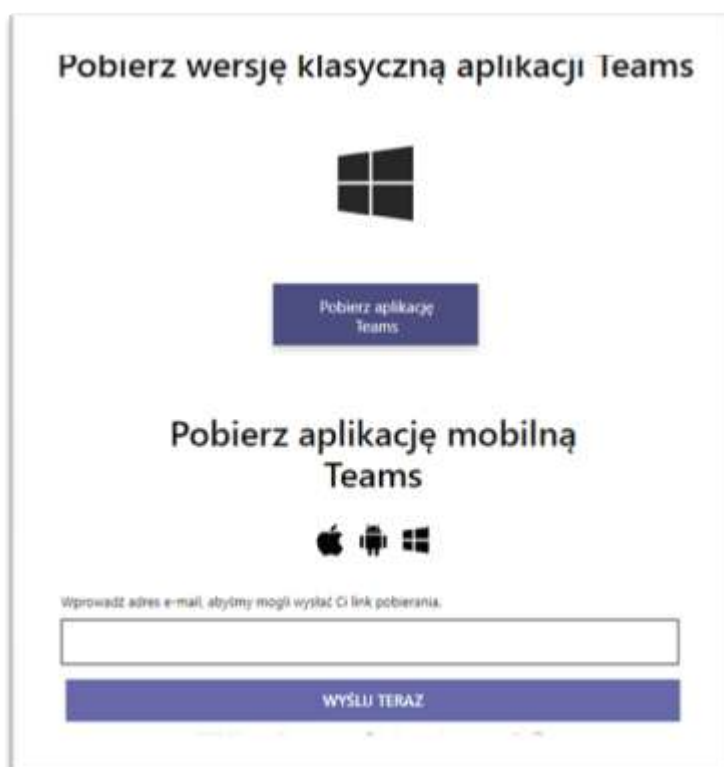 Pobierz wersję klasyczną aplikacji Teams
Pobierz aplikację
Teams
Pobierz aplikację mobilną
Teams
Wprowadź adres e-mail, abyśmy mogli wysłać Ci link pobierania.
WYŚLIJ TERAZ